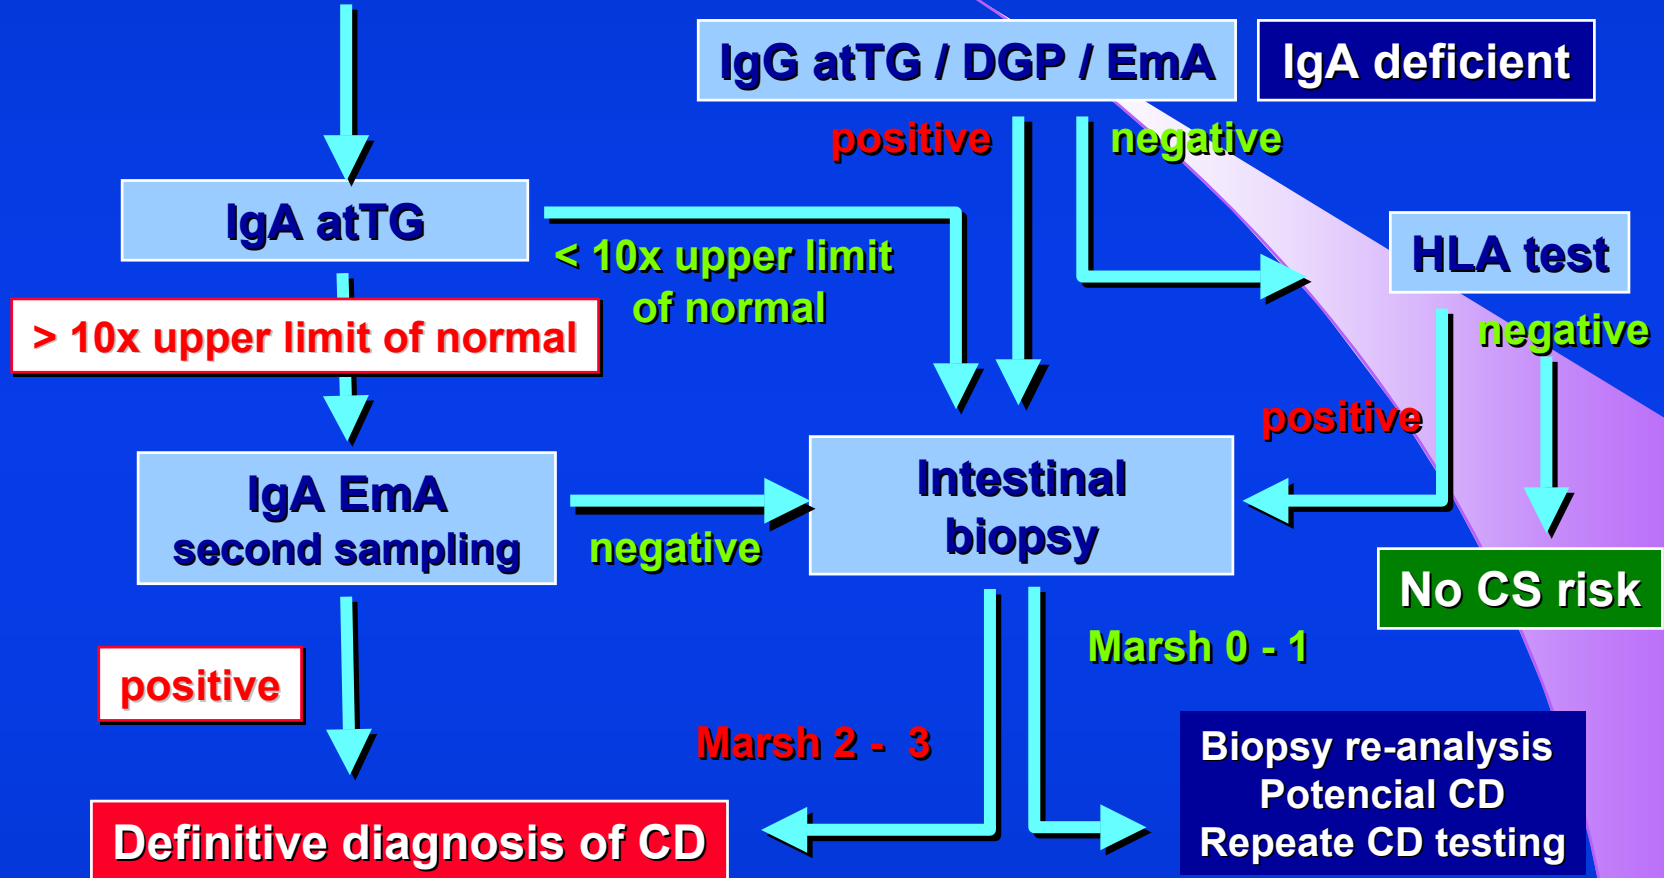 IgG atTG / DGP / EmA
IgA deficient
positive
negative
IgA atTG
< 10x upper limit
of normal
HLA test
> 10x upper limit of normal
negative
positive
IgA EmA
second sampling
negative
Intestinal
biopsy
No CS risk
positive
Marsh 0 - 1
Marsh 2 - 3
Biopsy re-analysis
Potencial CD
Repeate CD testing
Definitive diagnosis of CD